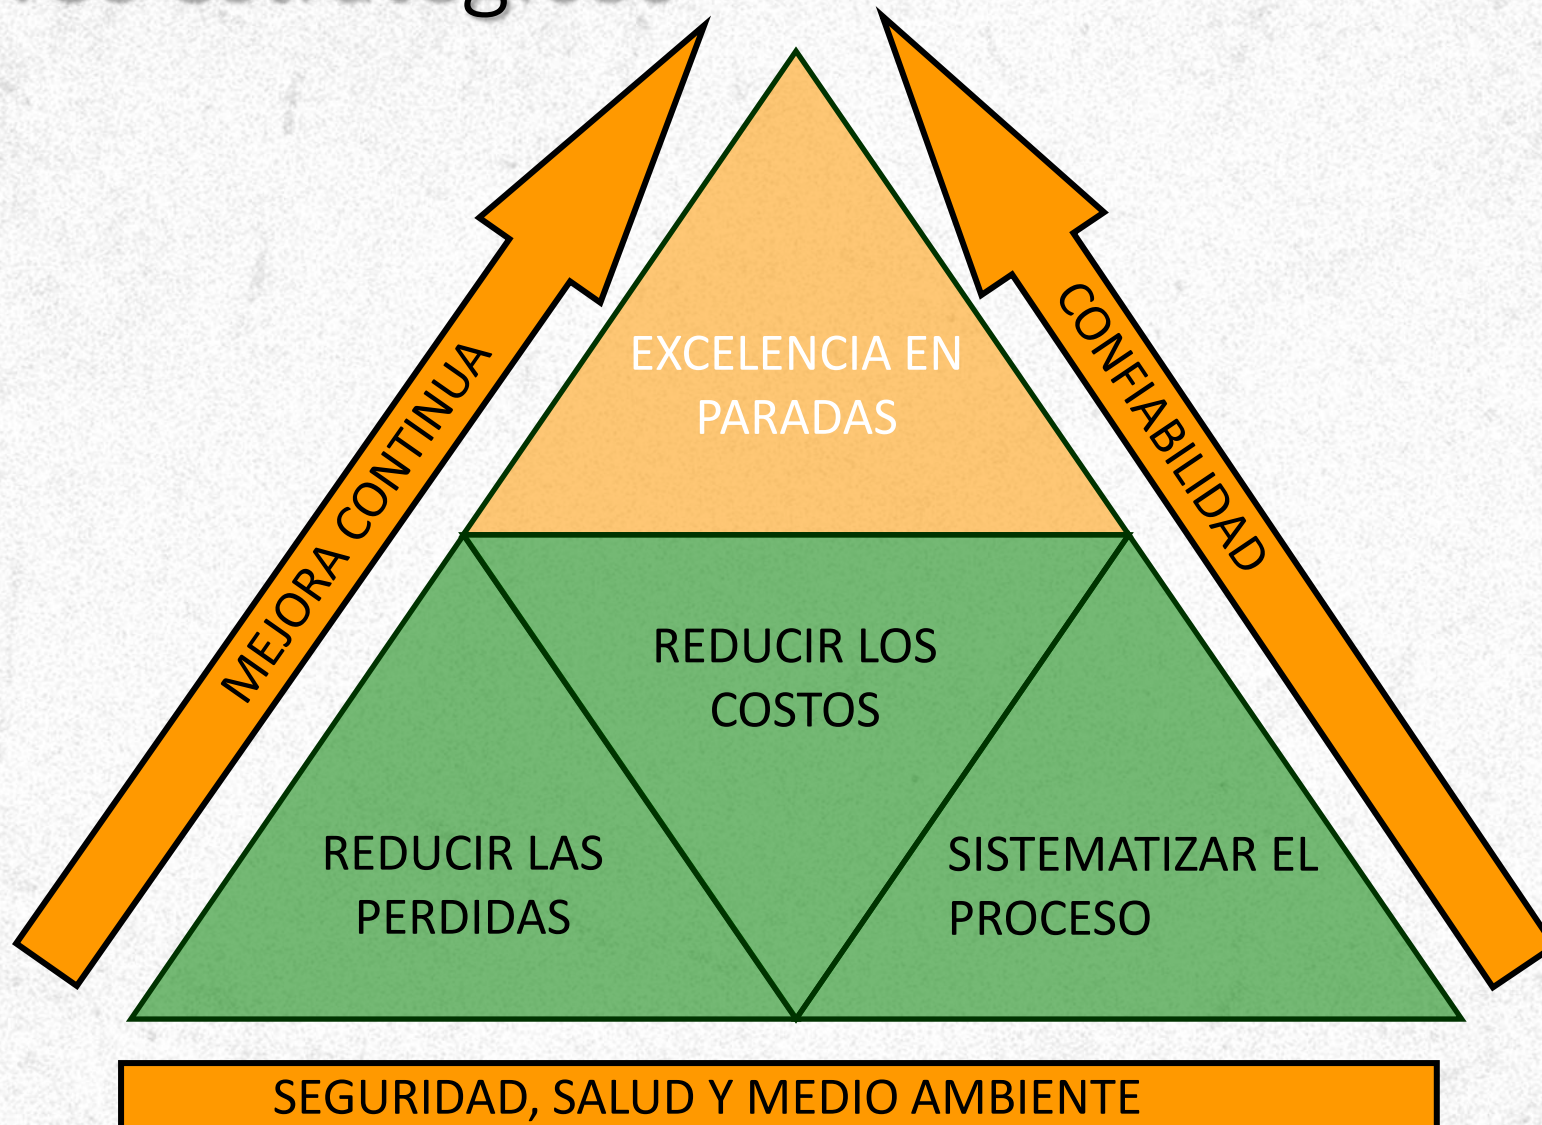 EXCELENCIA EN
PARADAS
MEJORA CONTINUA
CONFIABILIDAD
REDUCIR LOS
COSTOS
REDUCIR LAS
PERDIDAS
SISTEMATIZAR EL
PROCESO
SEGURIDAD, SALUD Y MEDIO AMBIENTE